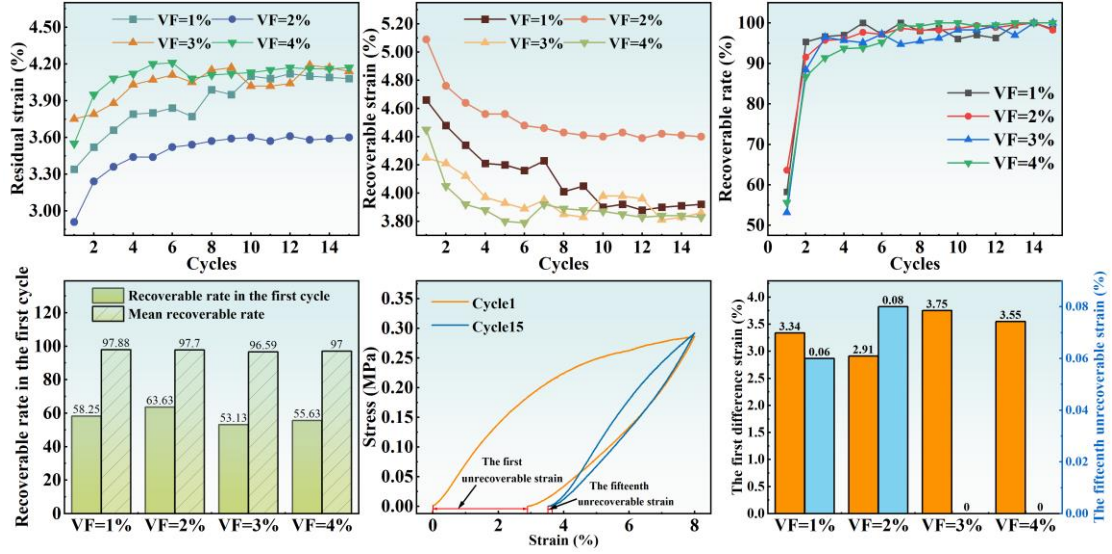 4.50
4.20
3.90
3.60
3.30
3.00
Residual strain (%)
VF=1%
VF=2%
VF=3%
VF=4%
2
4
6
8
10
12
14
Cycles
5.20
5.00
4.80
4.60
4.40
4.20
4.00
3.80
Recoverable strain (%)
VF=1%
VF=2%
VF=3%
VF=4%
2
4
6
8
10
12
14
Cycles
100
90
80
70
60
50
Recoverable rate (%)
VF=1%
VF=2%
VF=3%
VF=4%
0
2
4
6
8
10
12
14
Cycles
120
100
80
60
40
20
0
Recoverable rate in the first cycle
Recoverable rate in the first cycle
Mean recoverable rate
58.25
97.88
63.63
97.7
53.13
96.59
55.63
97
VF=1%
VF=2%
VF=3%
VF=4%
0.35
0.30
0.25
0.20
0.15
0.10
0.05
0.00
Stress (MPa)
Cycle1
Cycle15
The first
unrecoverable strain
The fifteenth
unrecoverable strain
0
2
4
6
8
Strain (%)
4.0
3.5
3.0
2.5
2.0
1.5
1.0
0.5
0.0
The first difference strain (%)
3.34
0.06
2.91
0.08
3.75
0
3.55
0
VF=1%
VF=2%
VF=3%
VF=4%
0.08
0.06
0.04
0.02
0.00
The fifteenth unrecoverable strain (%)